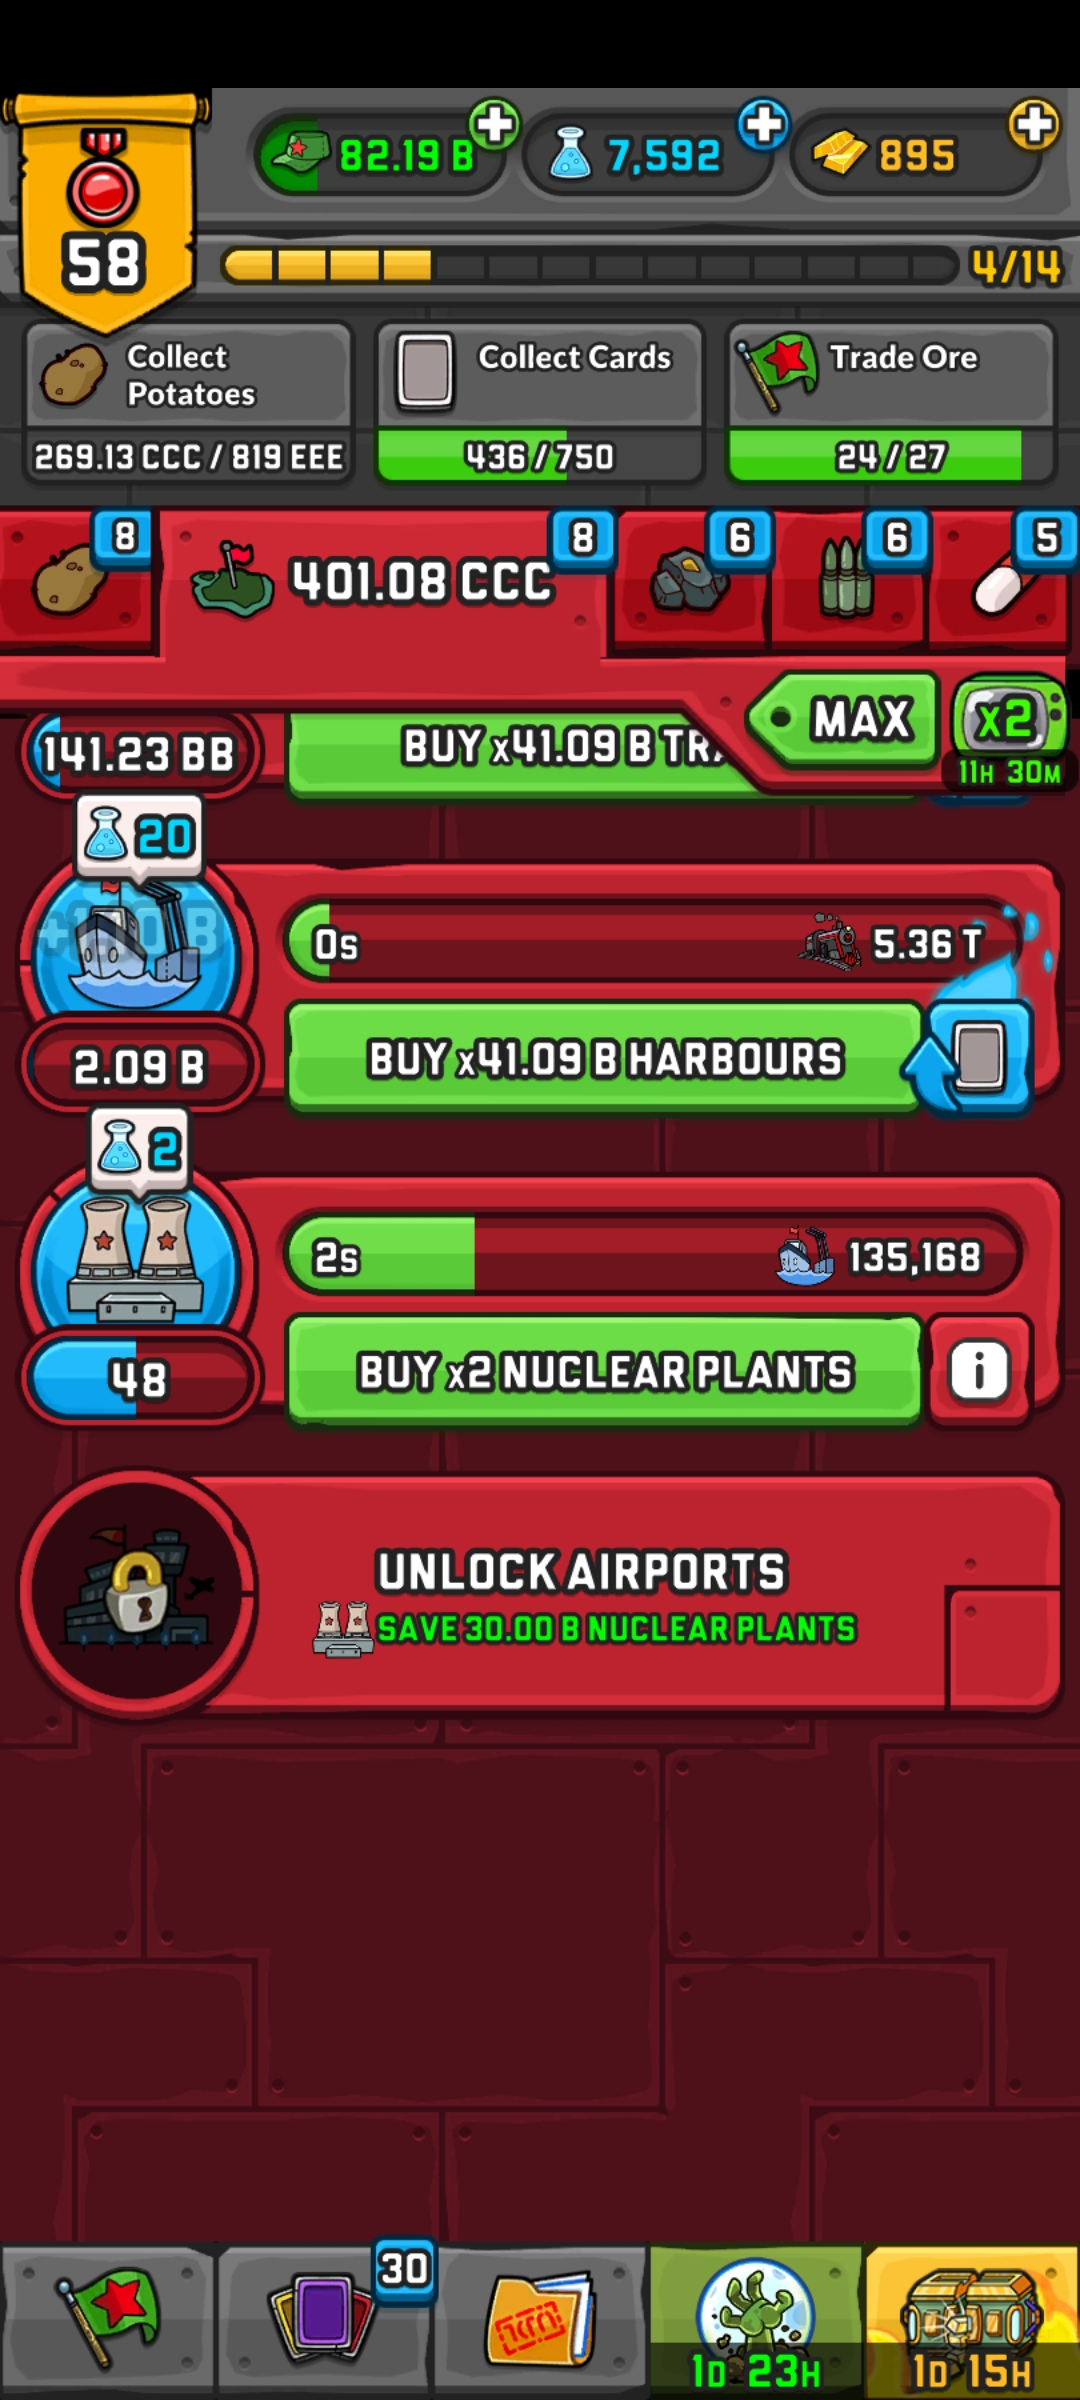 82.19 B
7,592
895
58
4/14
Collect Potatoes
269.13 CCC / 819 EEE
Collect Cards
436 / 750
Trade Ore
24 / 27
8
401.08 CCC
8
6
6
5
MAX
x2
11H 30M
141.23 BB
BUY x41.09 B
20
0s
5.36 T
2.09 B
BUY x41.09 B HARBOURS
2
2s
135,168
48
BUY x2 NUCLEAR PLANTS
i
UNLOCK AIRPORTS
SAVE 30.00 B NUCLEAR PLANTS
30
1D 23H
1D 15H